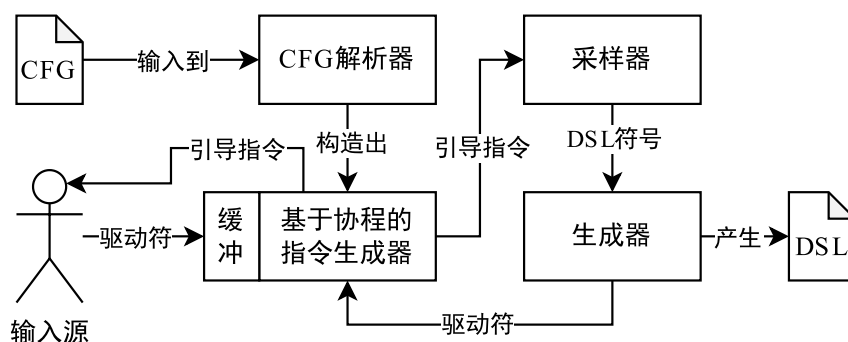 CFG
输入到
CFG解析器
采样器
引导指令
构造出
引导指令
DSL符号
驱动符
缓冲
基于协程的
指令生成器
生成器
产生
DSL
输入源
驱动符